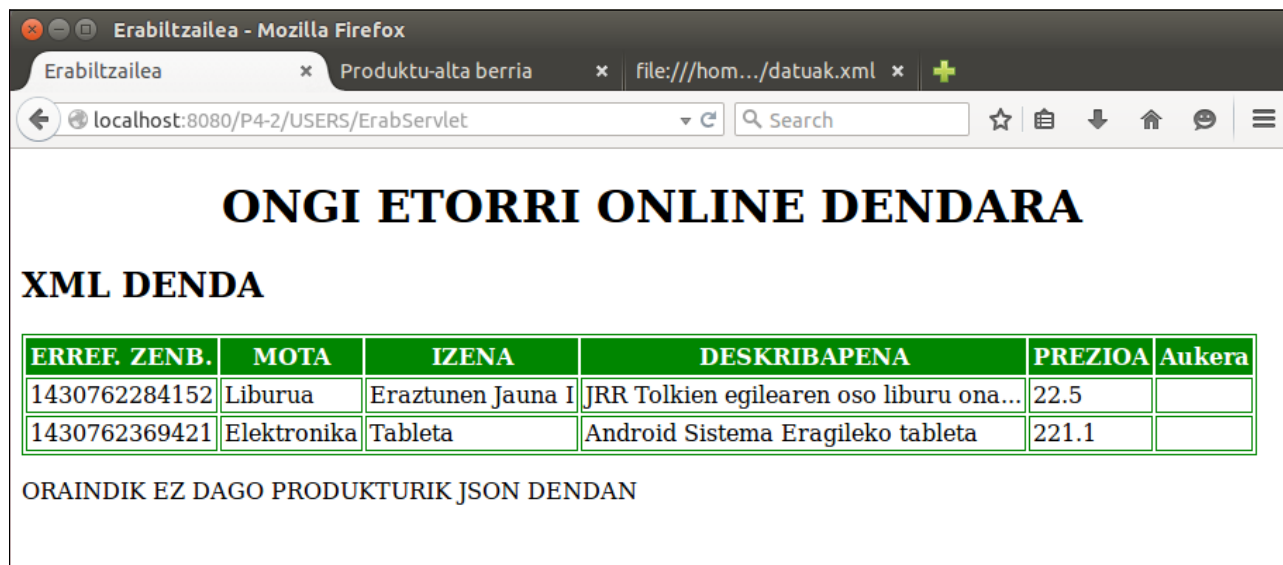 Erabiltzailea - Mozilla Firefox
Erabiltzailea Produktu-alta berria file:///hom.../datuak.xml
localhost:8080/P4-2/USERS/ErabServlet Search
ONGI ETORRI ONLINE DENDARA
XML DENDA
ERREF. ZENB. MOTA IZENA DESKRIBAPENA PREZIOA Aukera
1430762284152 Liburua Eraztunen Jauna I JRR Tolkien egilearen oso liburu ona... 22.5
1430762369421 Elektronika Tableta Android Sistema Eragileko tableta 221.1
ORAINDIK EZ DAGO PRODUKTURIK JSON DENDAN